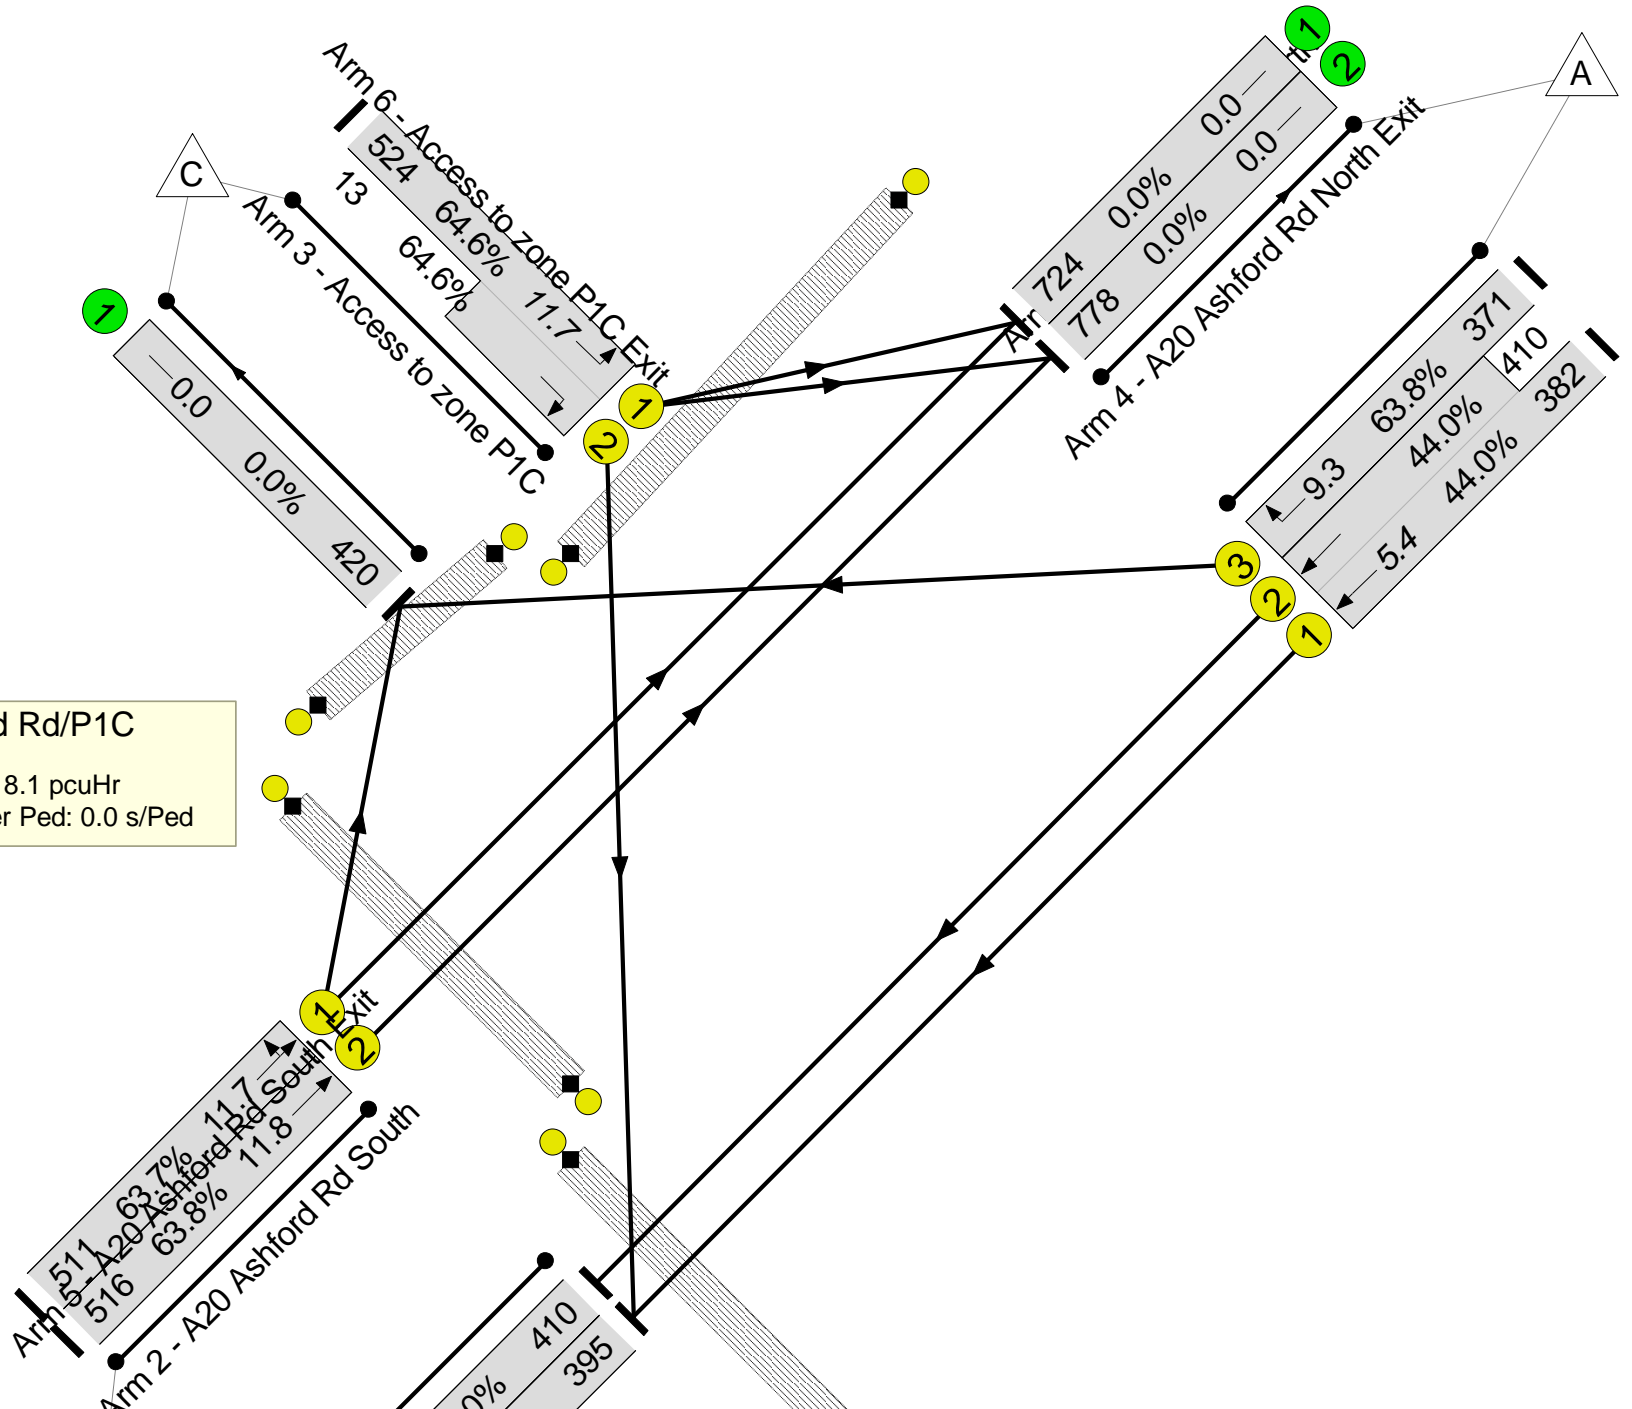 Arm 6 - Access to zone P1C Exit
524 64.6% 11.7
13 64.6%
1
2
C
Arm 3 - Access to zone P1C
1
0.0 0.0% 420
1
2
724 0.0% 0.0
778 0.0% 0.0
Arm 4 - A20 Ashford Rd North Exit
A
371 63.8% 9.3
410 44.0%
382 44.0% 5.4
3
2
1
Rd/P1C
8.1 pcuHr
er Ped: 0.0 s/Ped
1
2
511 63.7% 11.7
516 63.8% 11.8
Arm 5 - A20 Ashford Rd South Exit
Arm 2 - A20 Ashford Rd South
410
395
0%